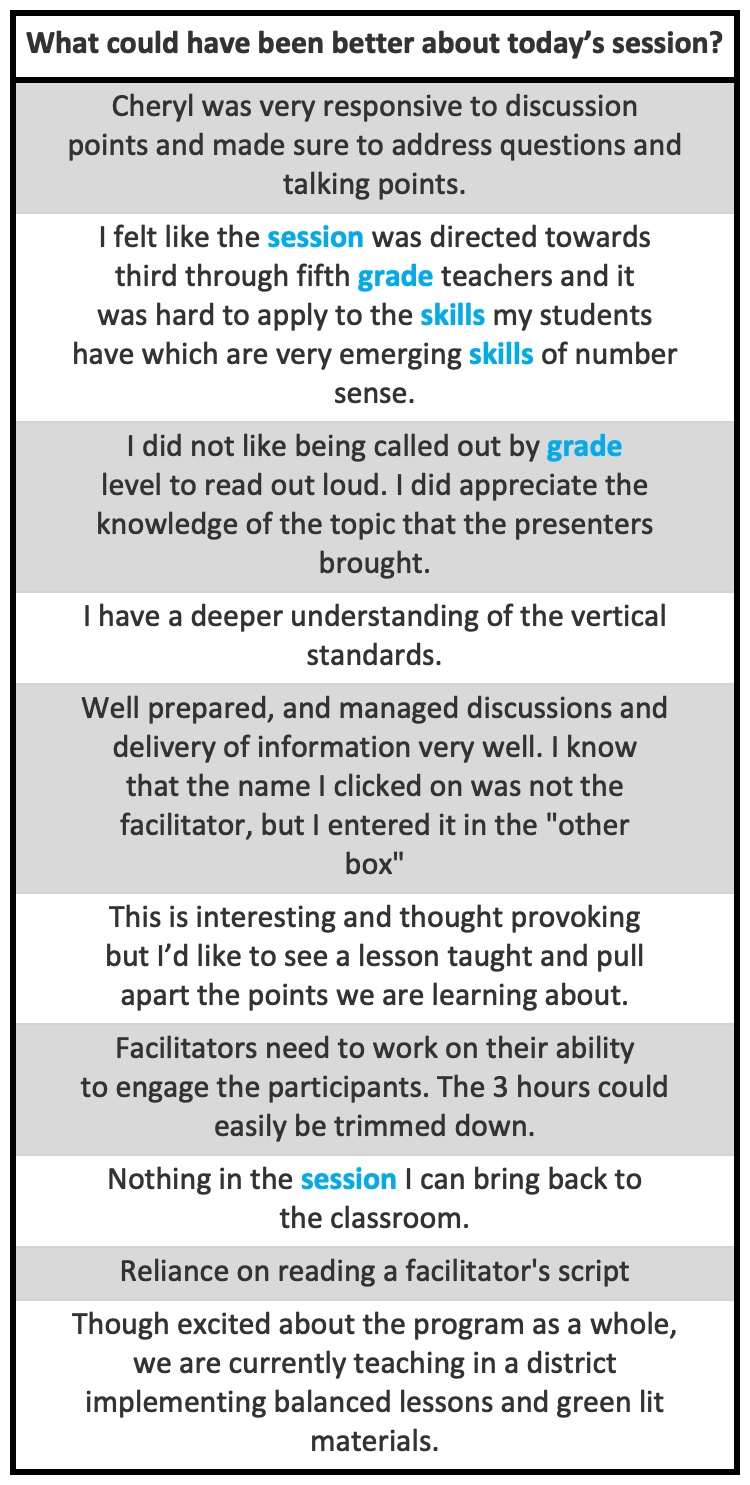 What could have been better about today’s session?
Cheryl was very responsive to discussion
points and made sure to address questions and
talking points.
I felt like the session was directed towards
third through fifth grade teachers and it
was hard to apply to the skills my students
have which are very emerging skills of number
sense.
I did not like being called out by grade
level to read out loud. I did appreciate the
knowledge of the topic that the presenters
brought.
I have a deeper understanding of the vertical
standards.
Well prepared, and managed discussions and
delivery of information very well. I know
that the name I clicked on was not the
facilitator, but I entered it in the "other
box"
This is interesting and thought provoking
but I’d like to see a lesson taught and pull
apart the points we are learning about.
Facilitators need to work on their ability
to engage the participants. The 3 hours could
easily be trimmed down.
Nothing in the session I can bring back to
the classroom.
Reliance on reading a facilitator's script
Though excited about the program as a whole,
we are currently teaching in a district
implementing balanced lessons and green lit
materials.